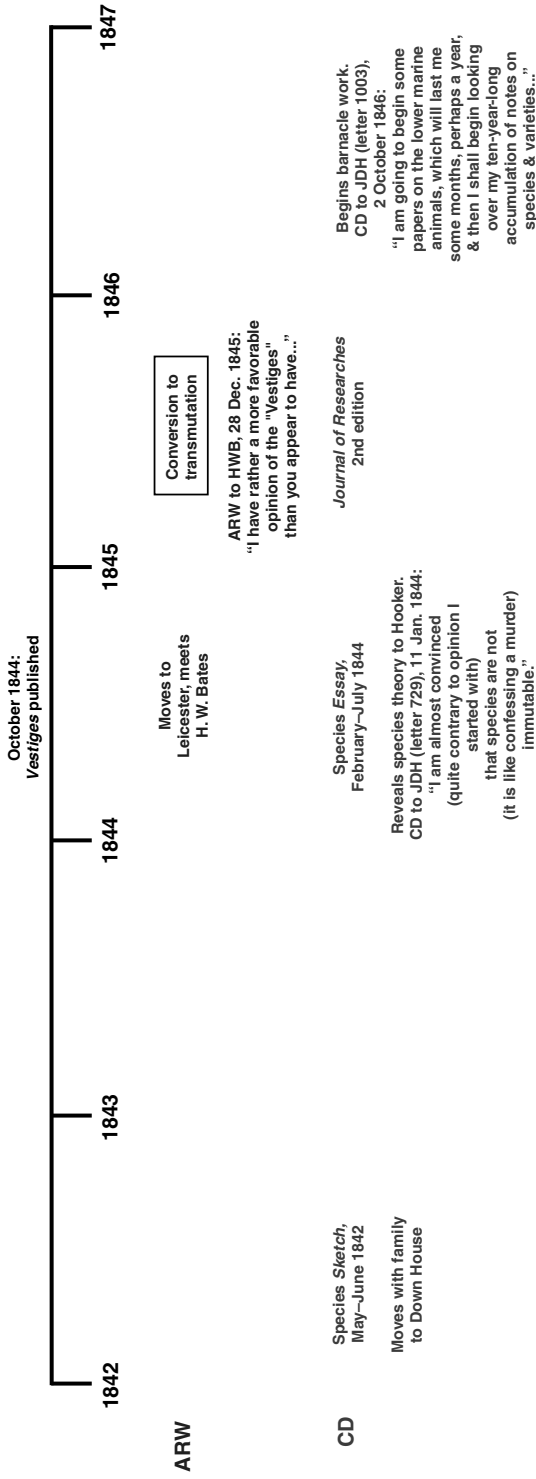 October 1844:
Vestiges published
1842
1843
1844
1845
1846
1847
ARW
Moves to
Leicester, meets
H. W. Bates
Conversion to
transmutation
ARW to HWB, 28 Dec. 1845:
“I have rather a more favorable
opinion of the "Vestiges"
than you appear to have...”
CD
Species Sketch,
May–June 1842
Moves with family
to Down House
Species Essay,
February–July 1844
Reveals species theory to Hooker.
CD to JDH (letter 729), 11 Jan. 1844:
“I am almost convinced
(quite contrary to opinion I
started with)
that species are not
(it is like confessing a murder)
immutable.”
Journal of Researches
2nd edition
Begins barnacle work.
CD to JDH (letter 1003),
2 October 1846:
“I am going to begin some
papers on the lower marine
animals, which will last me
some months, perhaps a year,
& then I shall begin looking
over my ten-year-long
accumulation of notes on
species & varieties...”